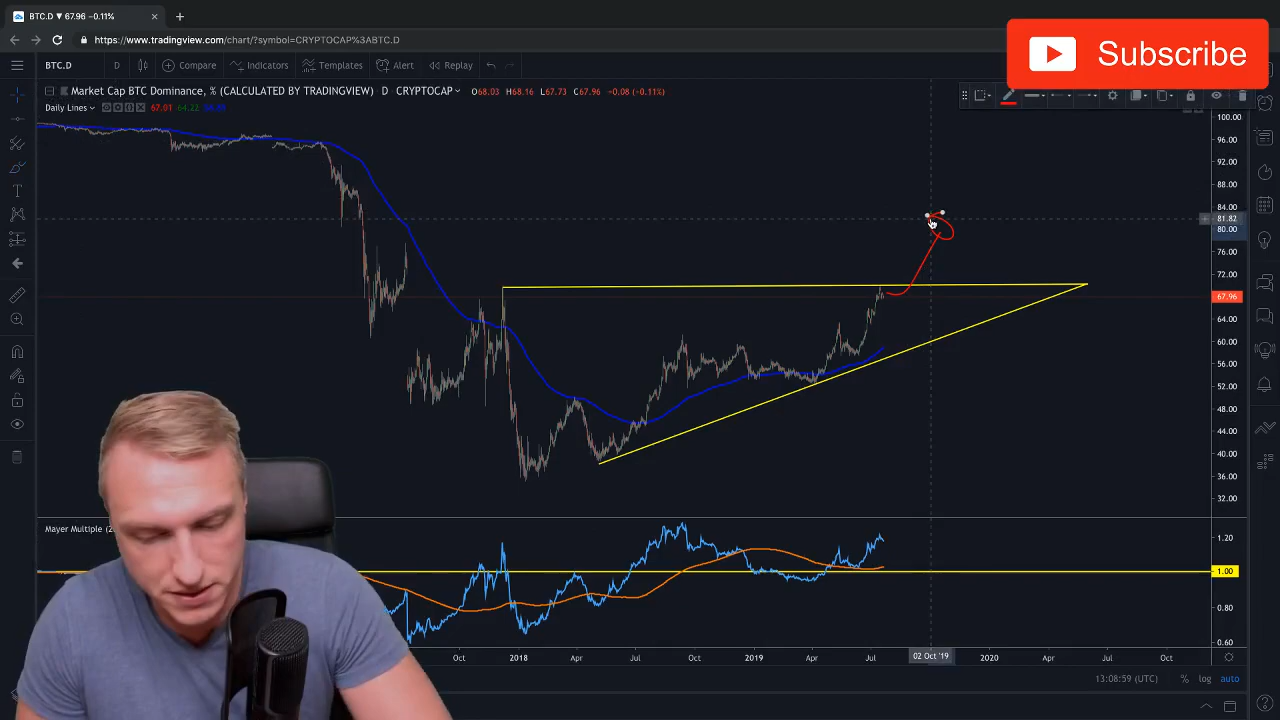 BTC.D ▼ 67.96 −0.11%
https://www.tradingview.com/chart/?symbol=CRYPTOCAP%3ABTC.D
Subscribe
BTC.D D Compare Indicators Templates Alert Replay
Market Cap BTC Dominance, % (CALCULATED BY TRADINGVIEW) D CRYPTOCAP O68.03 H68.16 L67.73 C67.96 −0.08 (−0.11%)
Daily Lines 67.01 64.22
100.00
96.00
92.00
88.00
84.00
81.82
80.00
76.00
72.00
67.96
64.00
60.00
56.00
52.00
48.00
44.00
40.00
36.00
32.00
Mayer Multiple (2
1.20
1.00
0.80
0.60
Oct 2018 Apr Jul Oct 2019 Apr Jul 02 Oct '19 2020 Apr Jul Oct
13:08:59 (UTC) % log auto